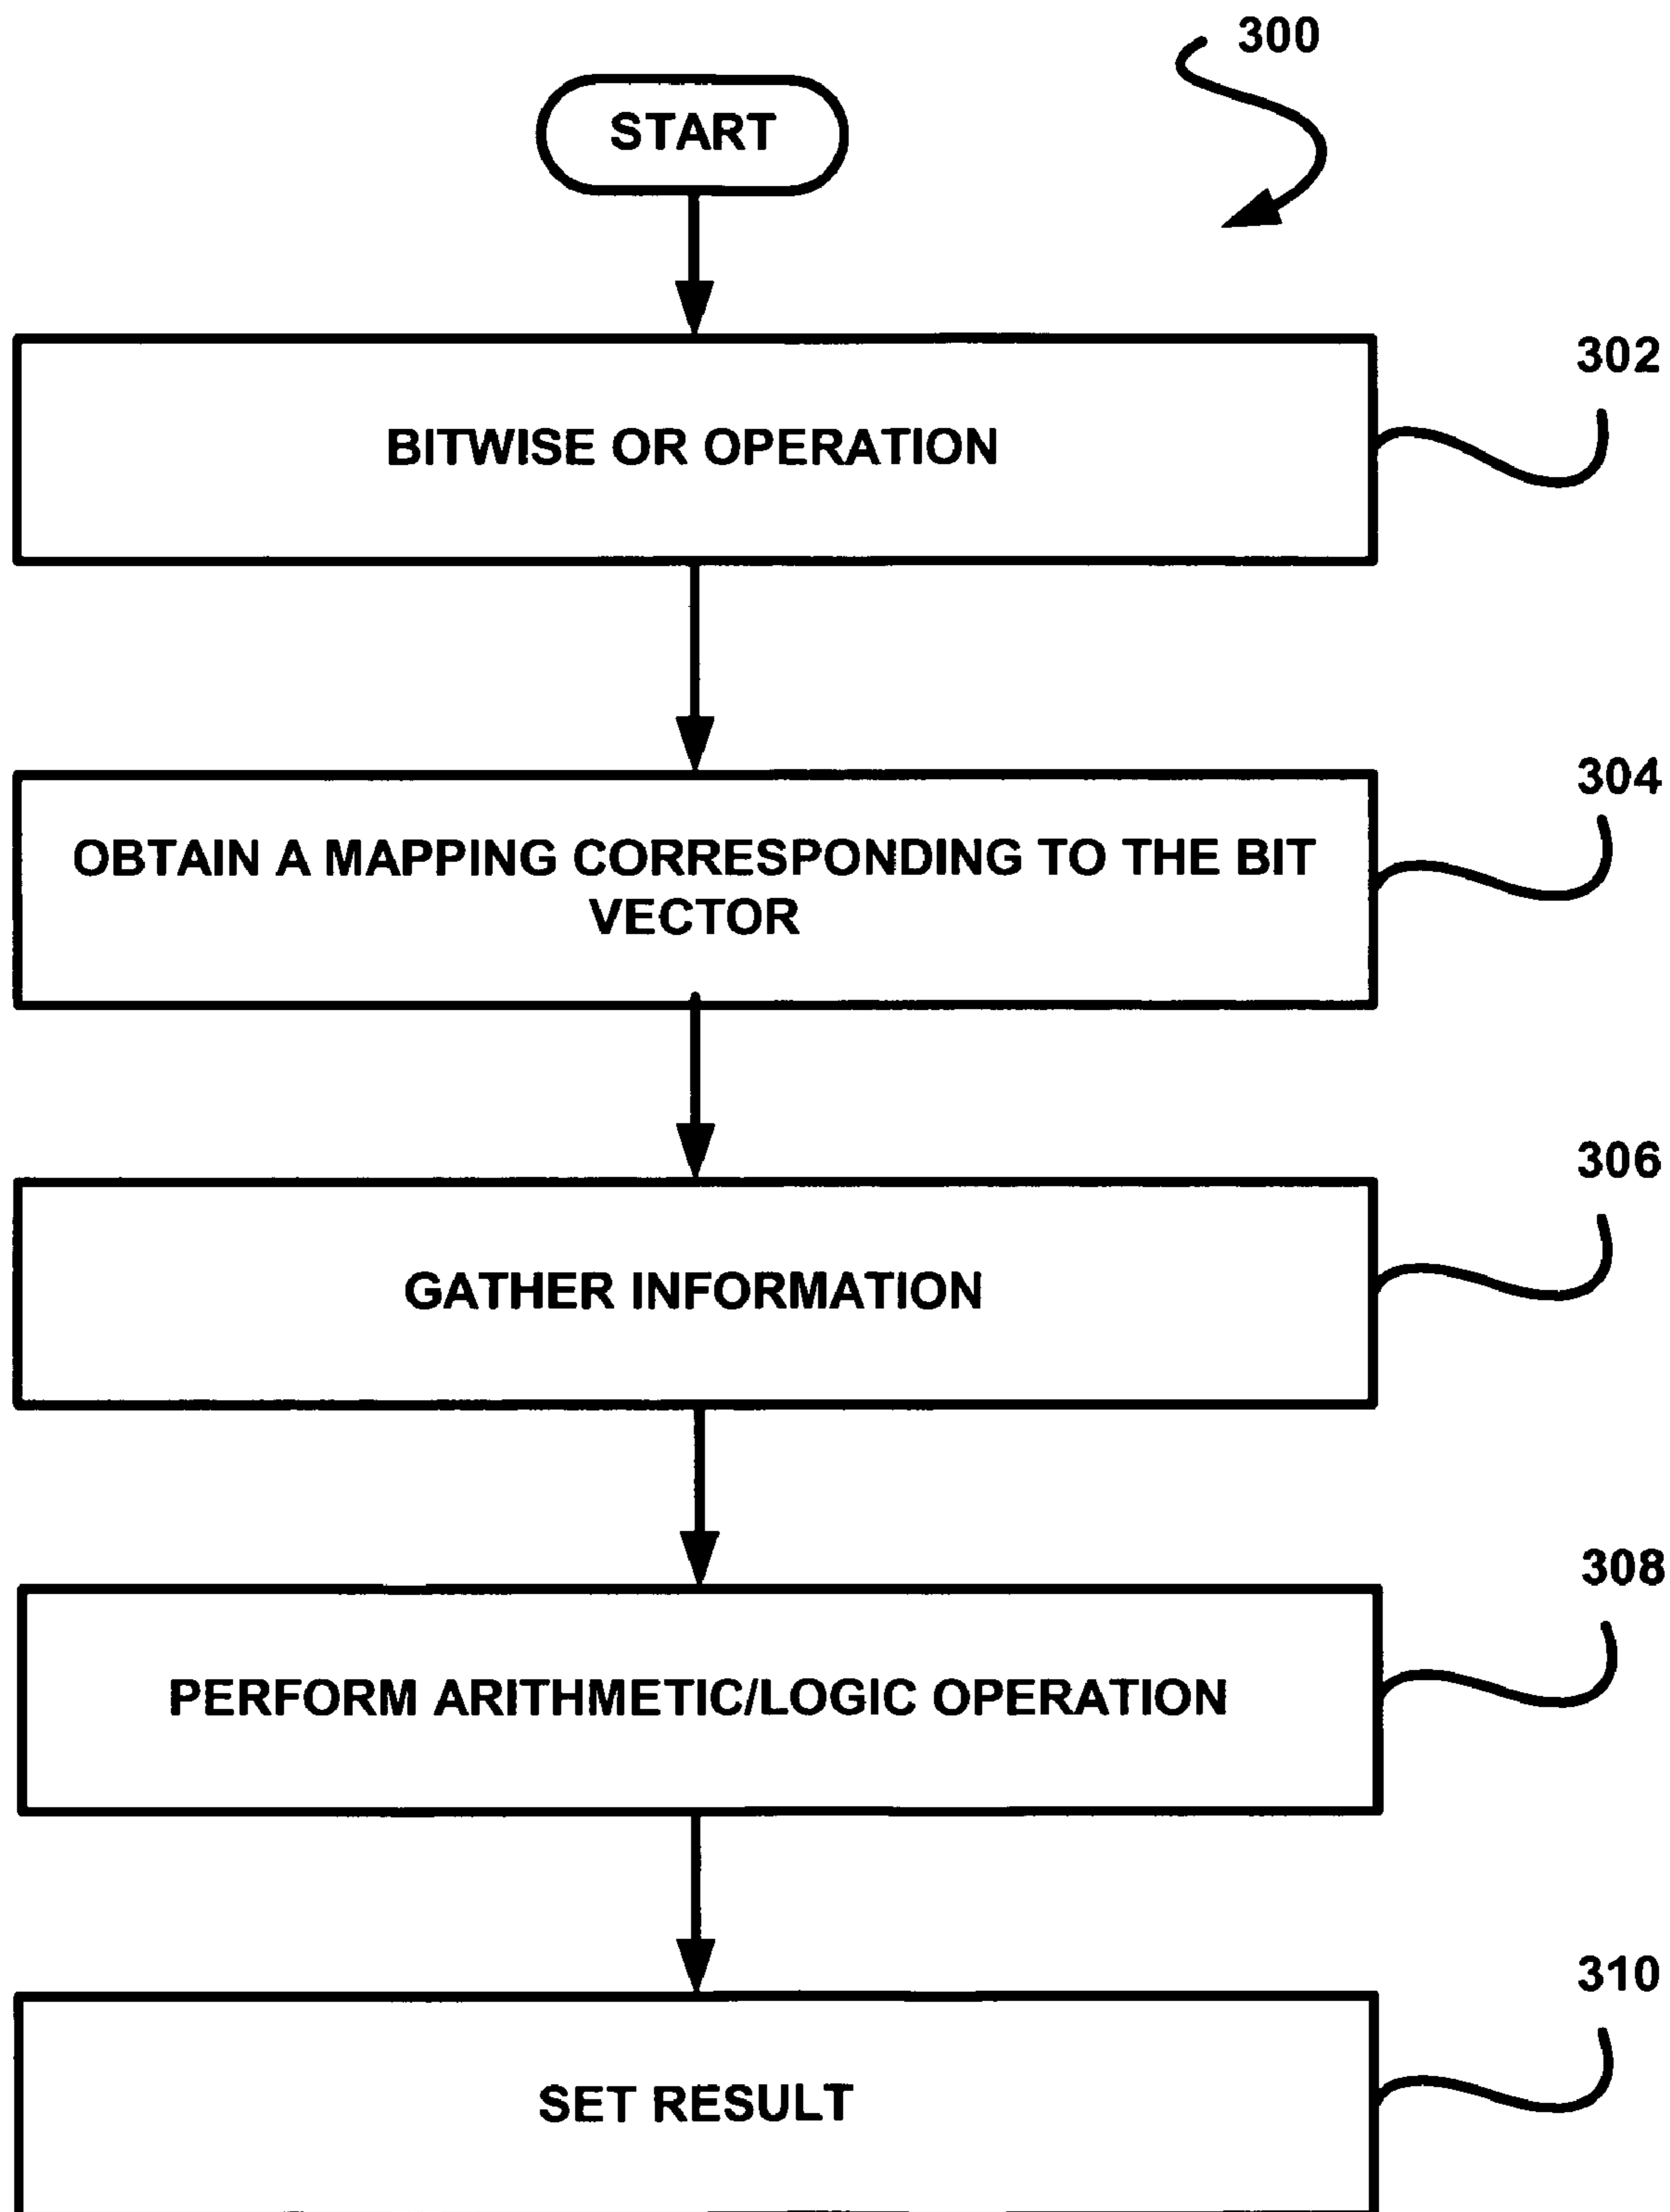 300
START
302
BITWISE OR OPERATION
304
OBTAIN A MAPPING CORRESPONDING TO THE BIT
VECTOR
306
GATHER INFORMATION
308
PERFORM ARITHMETIC/LOGIC OPERATION
310
SET RESULT